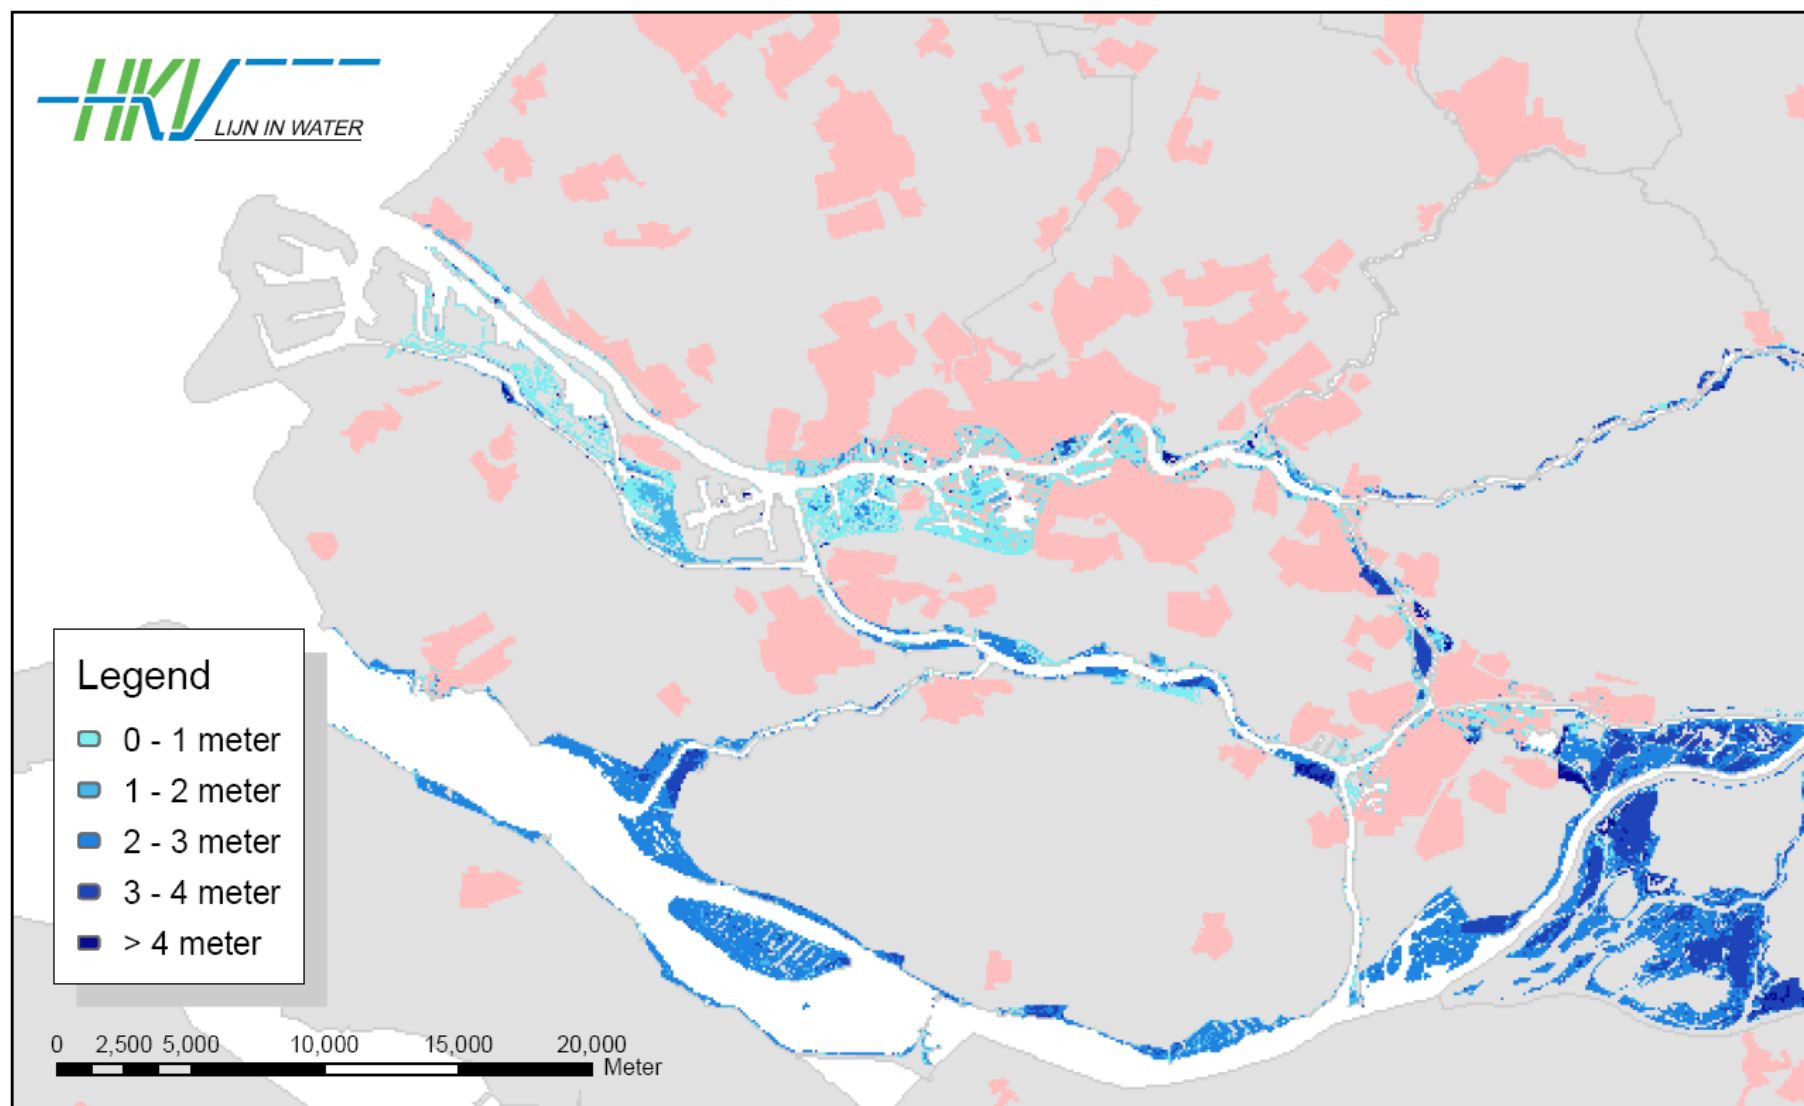 HKV
LIJN IN WATER
Legend
0 - 1 meter
1 - 2 meter
2 - 3 meter
3 - 4 meter
> 4 meter
0 2,500 5,000 10,000 15,000 20,000
Meter